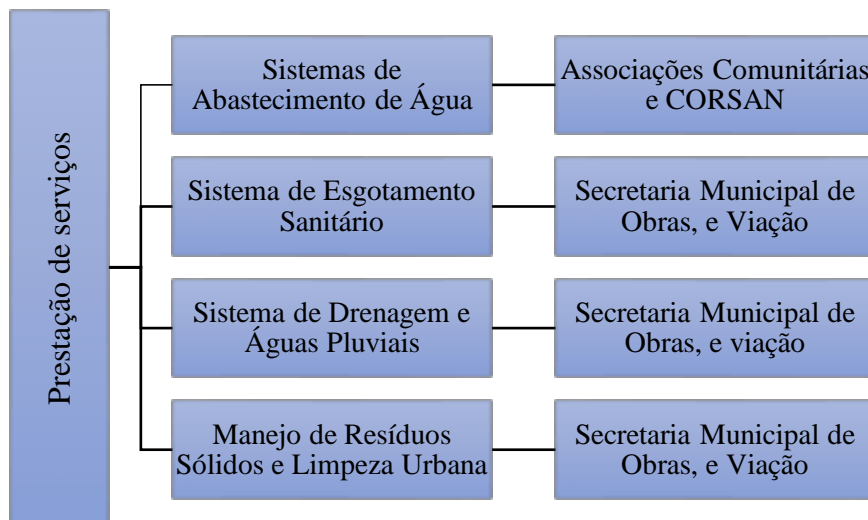 Prestação de serviços
Sistemas de
Abastecimento de Água
Associações Comunitárias
e CORSAN
Sistema de Esgotamento
Sanitário
Secretaria Municipal de
Obras, e Viação
Sistema de Drenagem e
Águas Pluviais
Secretaria Municipal de
Obras, e viação
Manejo de Resíduos
Sólidos e Limpeza Urbana
Secretaria Municipal de
Obras, e Viação